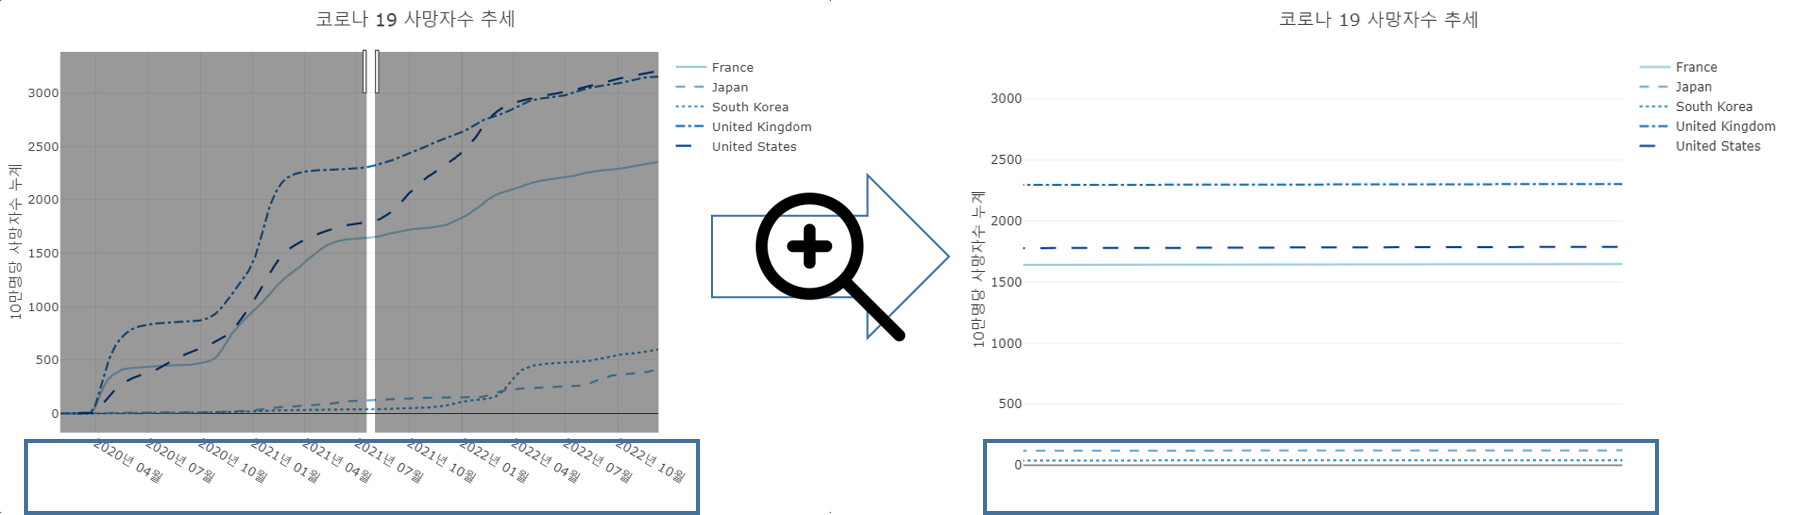 코로나 19 사망자수 추세
10만명당 사망자수 누계
3000
2500
2000
1500
1000
500
0
2020년 04월
2020년 07월
2020년 10월
2021년 01월
2021년 04월
2021년 07월
2021년 10월
2022년 01월
2022년 04월
2022년 07월
2022년 10월
France
Japan
South Korea
United Kingdom
United States
코로나 19 사망자수 추세
10만명당 사망자수 누계
3000
2500
2000
1500
1000
500
0
France
Japan
South Korea
United Kingdom
United States